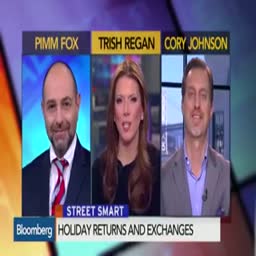 PIMM FOX
TRISH REGAN
CORY JOHNSON
STREET SMART
Bloomberg
HOLIDAY RETURNS AND EXCHANGES